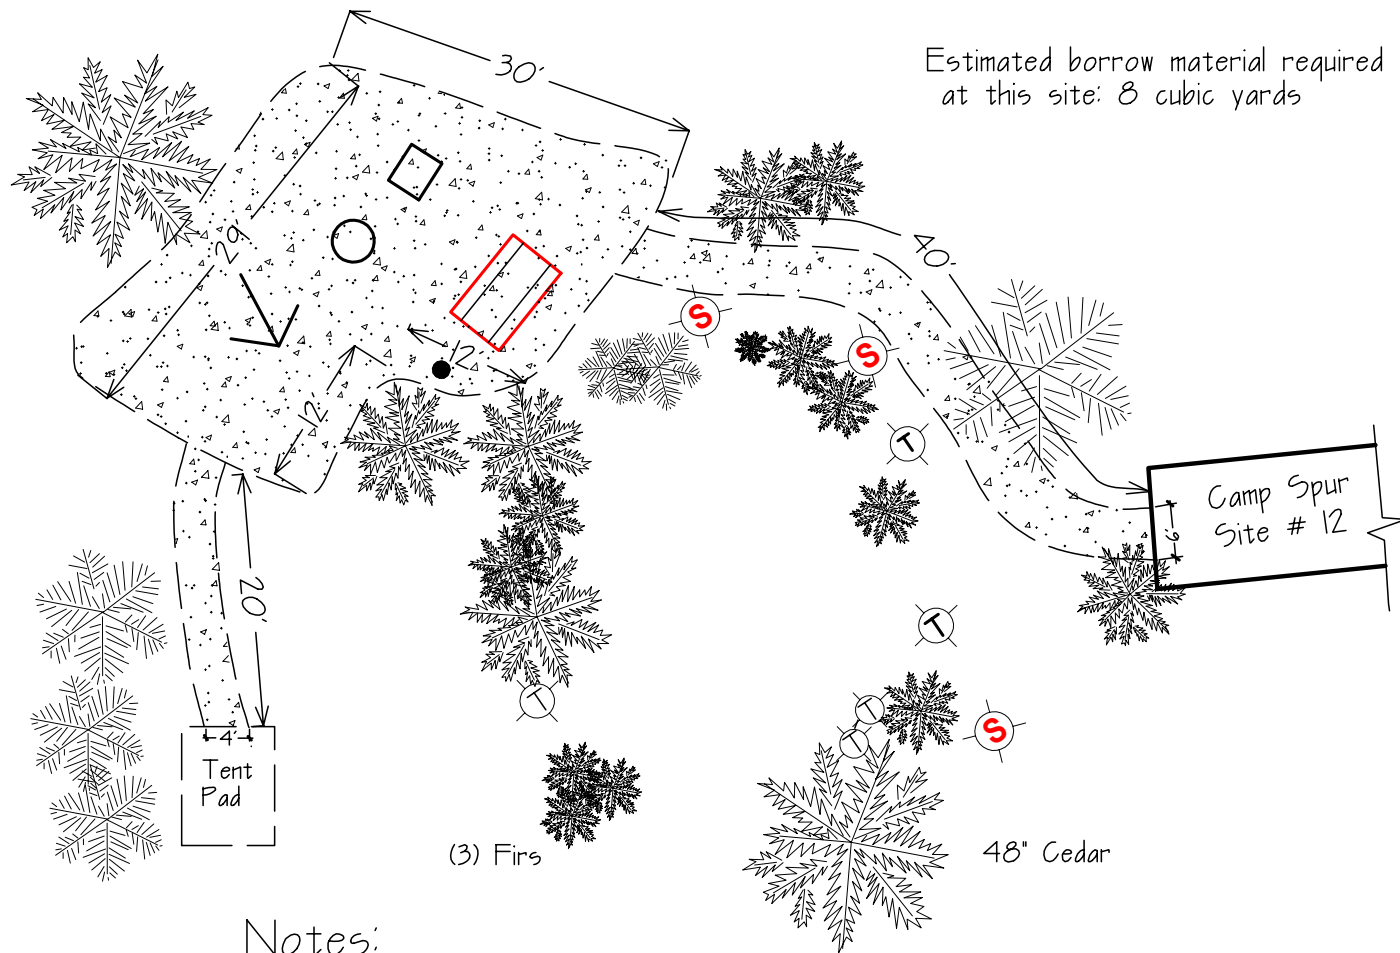 Estimated borrow material required
at this site: 8 cubic yards
30'
29'
40'
12'
12'
S
S
T
Camp Spur
Site # 12
6'
20'
T
T
T
S
T
4'
Tent
Pad
(3) Firs
48" Cedar
Notes: